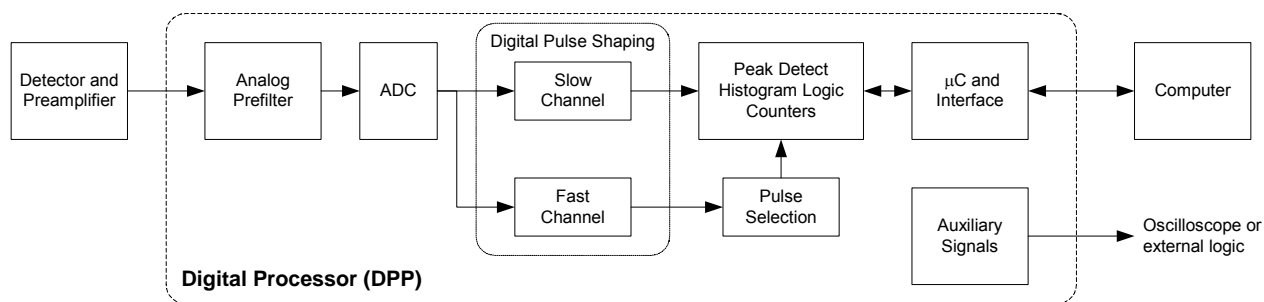 Detector and
Preamplifier
Analog
Prefilter
ADC
Digital Pulse Shaping
Slow
Channel
Fast
Channel
Peak Detect
Histogram Logic
Counters
Pulse
Selection
μC and
Interface
Computer
Auxiliary
Signals
Oscilloscope or
external logic
Digital Processor (DPP)